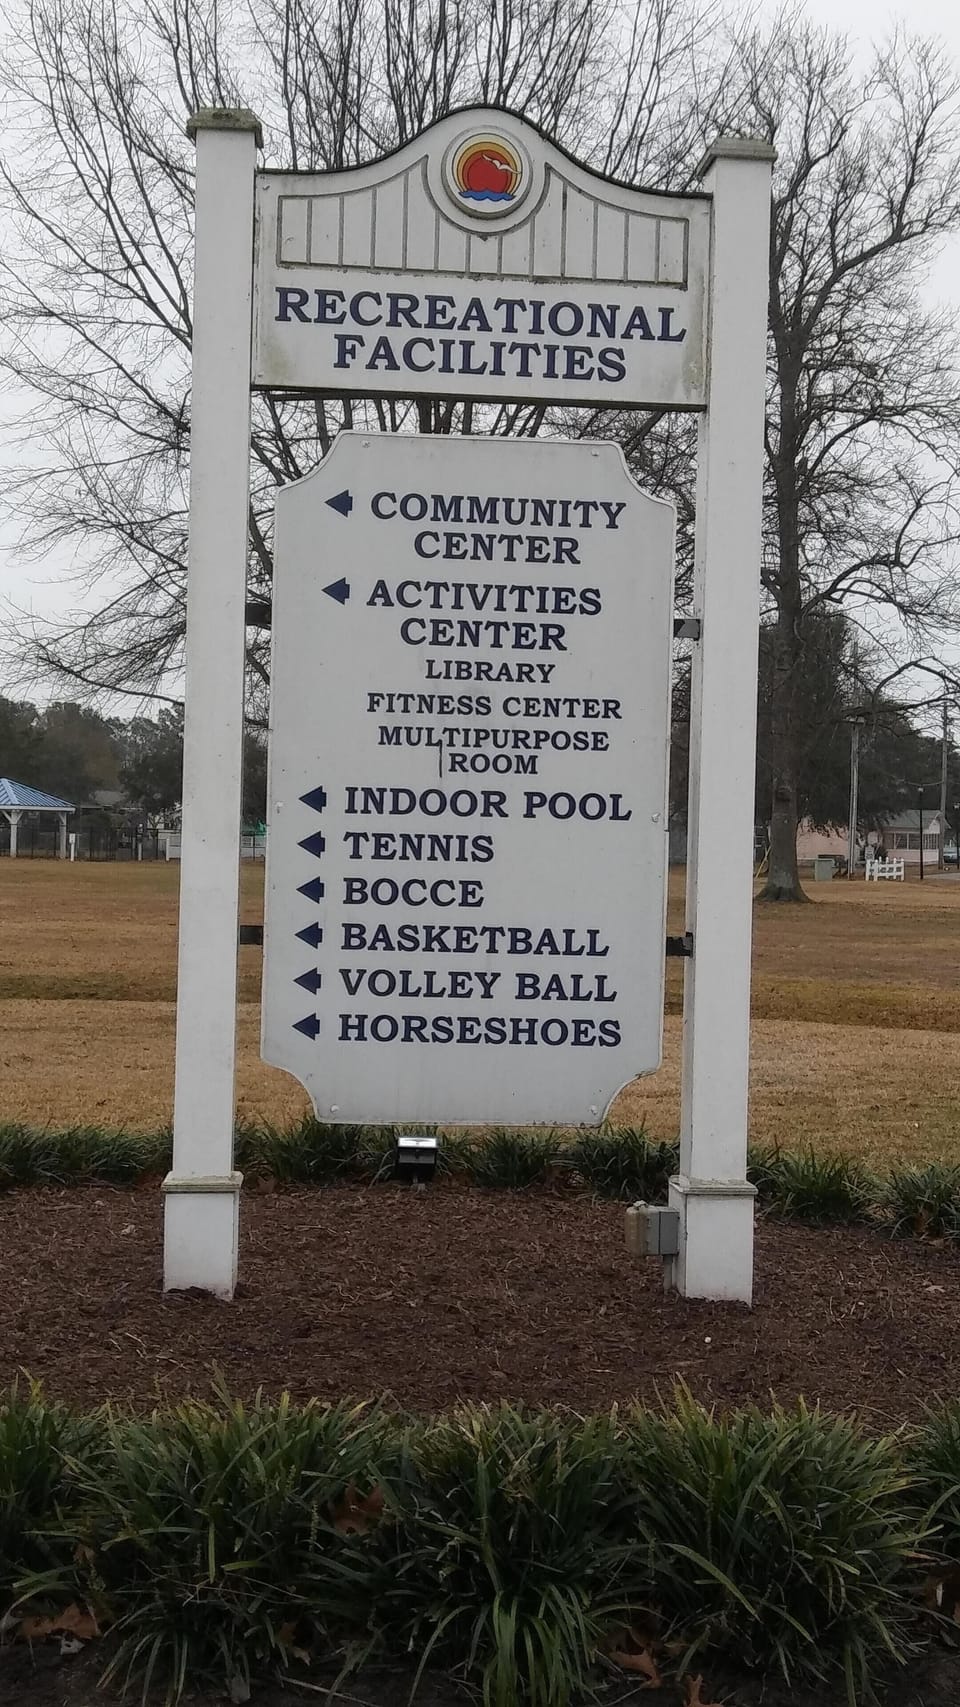 RECREATIONAL
FACILITIES
COMMUNITY
CENTER
ACTIVITIES
CENTER
LIBRARY
FITNESS CENTER
MULTIPURPOSE
ROOM
INDOOR POOL
TENNIS
BOCCE
BASKETBALL
VOLLEY BALL
HORSESHOES